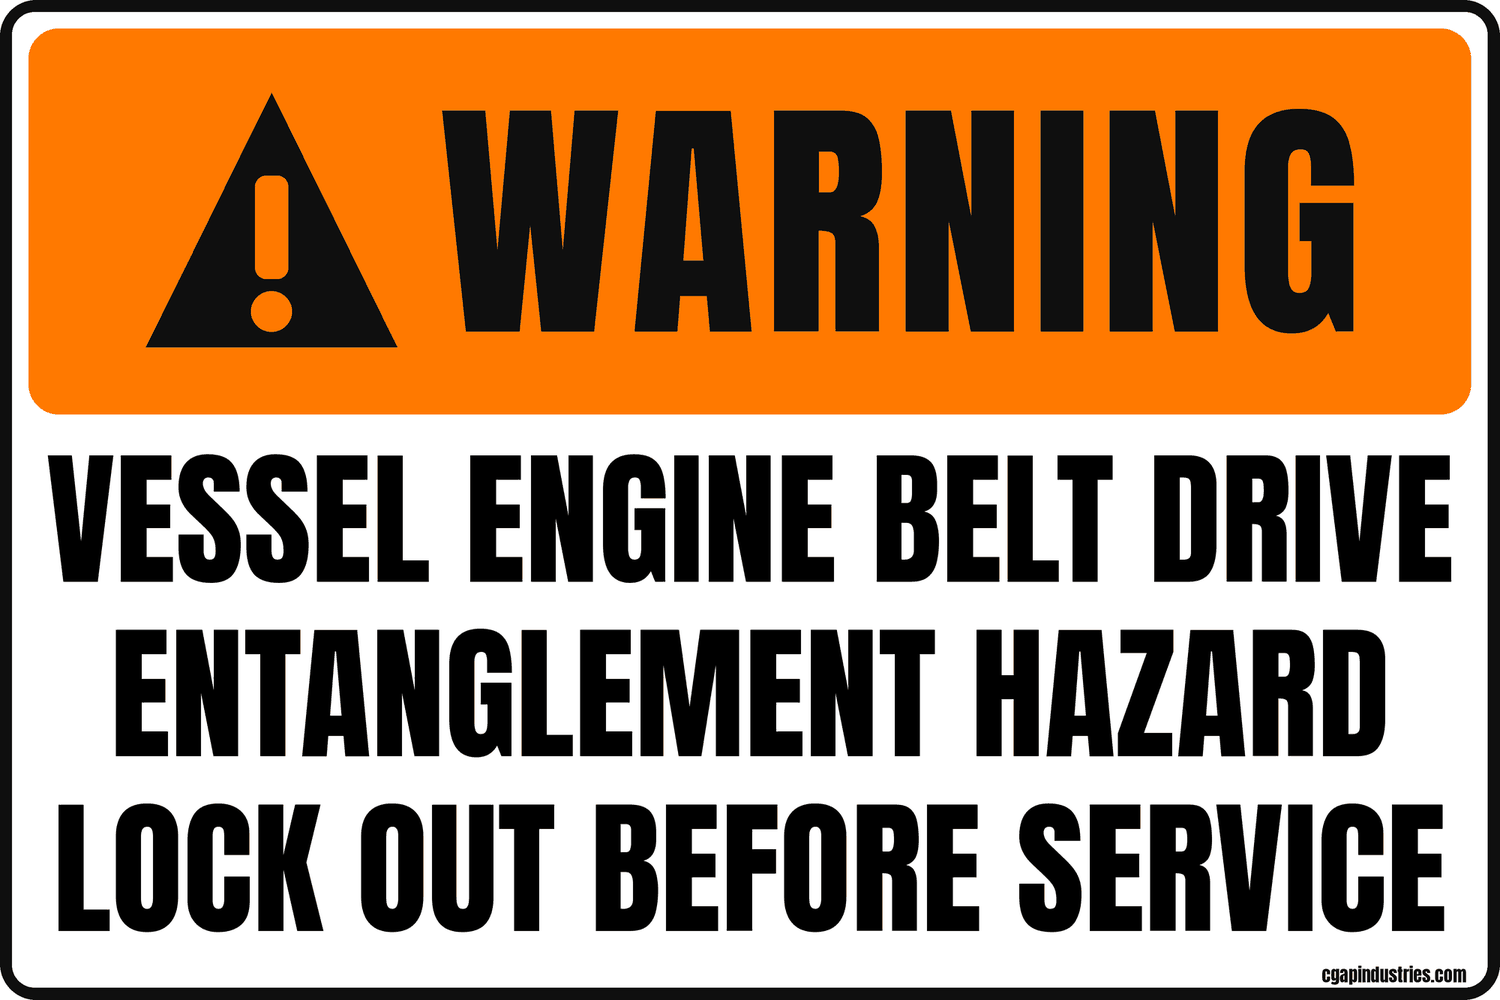 WARNING
VESSEL ENGINE BELT DRIVE
ENTANGLEMENT HAZARD
LOCK OUT BEFORE SERVICE
cgapindustries.com